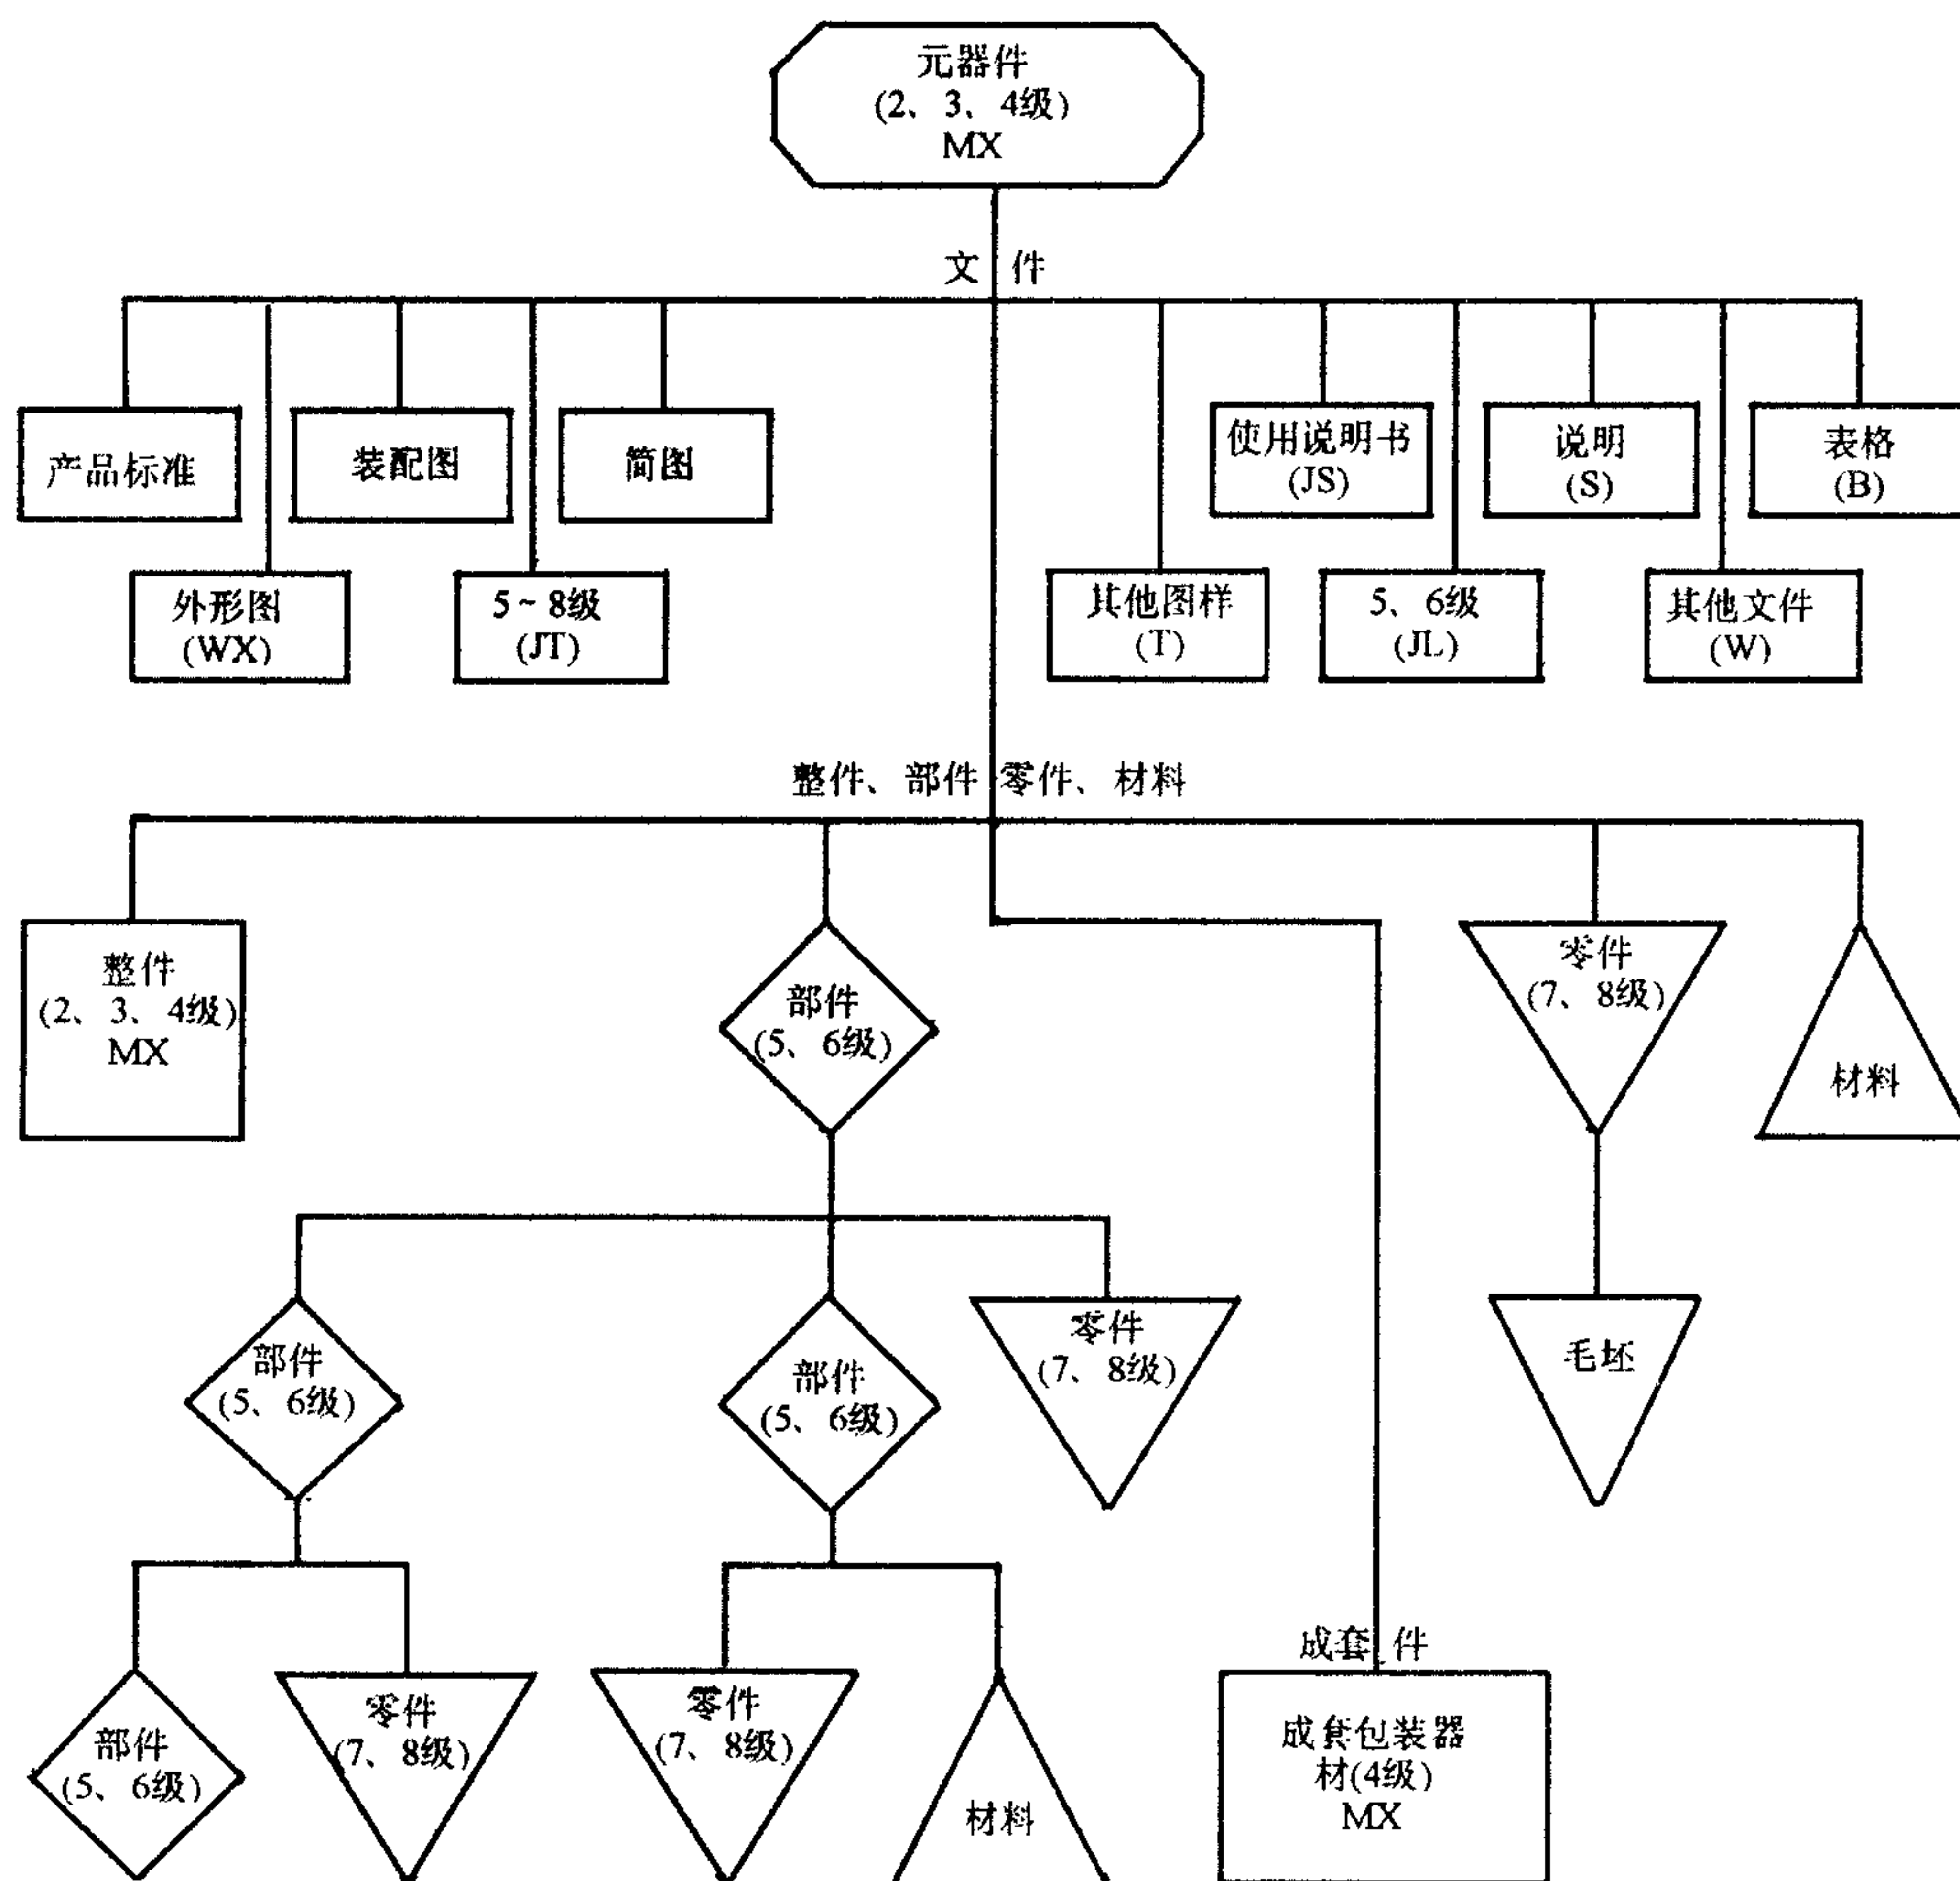 元器件
(2、3、4级)
MX
文 件
产品标准
装配图
简图
使用说明书
(JS)
说明
(S)
表格
(B)
外形图
(WX)
5~8级
(JT)
其他图样
(T)
5、6级
(JL)
其他文件
(W)
整件、部件 零件、材料
整件
(2、3、4级)
MX
部件
(5、6级)
零件
(7、8级)
材料
部件
(5、6级)
部件
(5、6级)
零件
(7、8级)
毛坯
部件
(5、6级)
零件
(7、8级)
零件
(7、8级)
材料
成套 件
成套包装器
材(4级)
MX